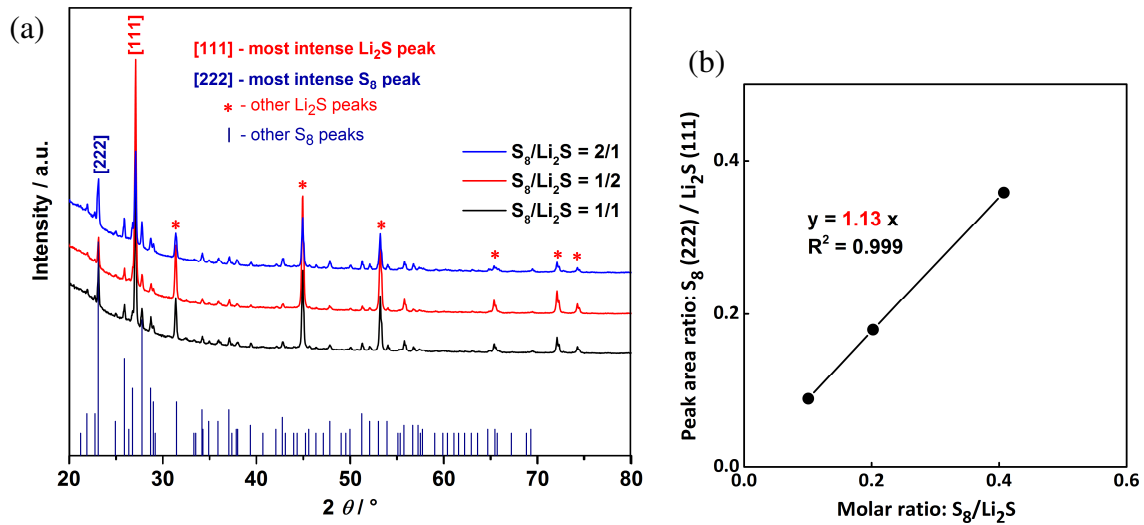 (a)
[111]
[222]
[111] - most intense Li₂S peak
[222] - most intense S₈ peak
* - other Li₂S peaks
| - other S₈ peaks
S₈/Li₂S = 2/1
S₈/Li₂S = 1/2
S₈/Li₂S = 1/1
* * * * * *
Intensity / a.u.
20 30 40 50 60 70 80
2 θ / °
(b)
Peak area ratio: S₈ (222) / Li₂S (111)
0.4
0.2
0.0
y = 1.13 x
R² = 0.999
0.0 0.2 0.4 0.6
Molar ratio: S₈/Li₂S